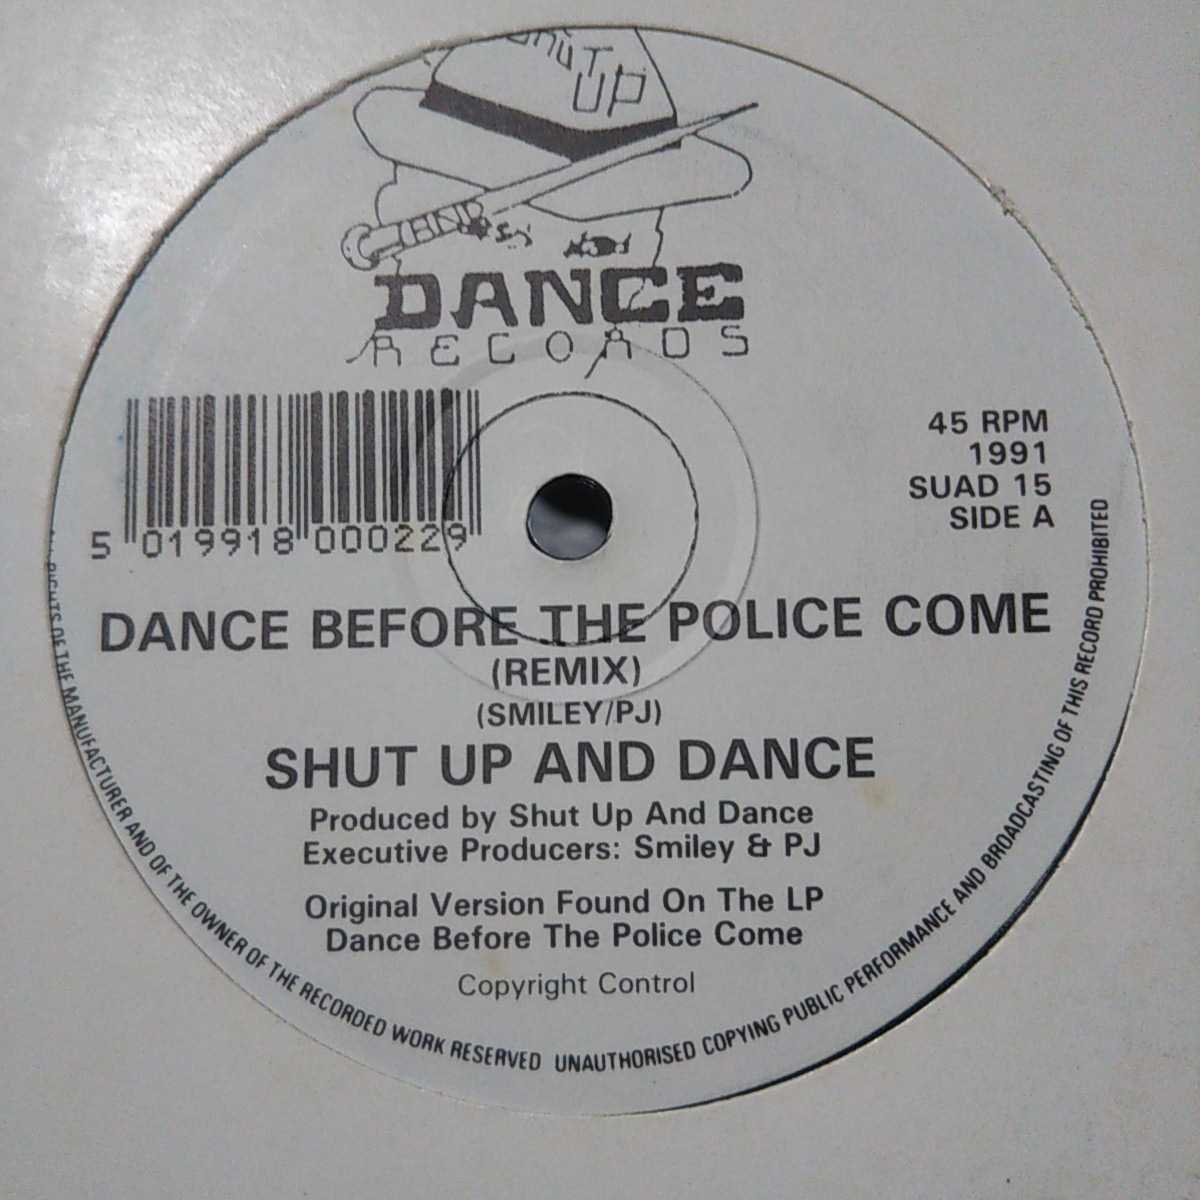 SHUT
UP
DANCE
RECORDS
45 RPM
1991
SUAD 15
SIDE A
5 019918 000229
DANCE BEFORE THE POLICE COME
(REMIX)
(SMILEY/PJ)
SHUT UP AND DANCE
Produced by Shut Up And Dance
Executive Producers: Smiley & PJ
Original Version Found On The LP
Dance Before The Police Come
Copyright Control
RIGHTS OF THE MANUFACTURER AND OF THE OWNER OF THE RECORDED WORK RESERVED UNAUTHORISED COPYING PUBLIC PERFORMANCE AND BROADCASTING OF THIS RECORD PROHIBITED